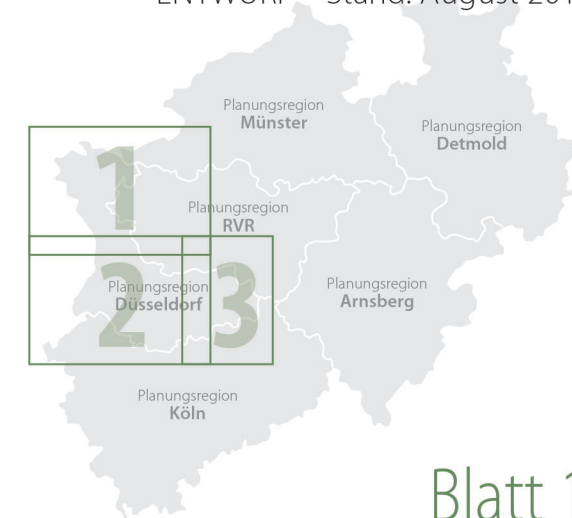 Stand: August 201
Planungsregion
Münster
Planungsregion
Detmold
1
Planungsregion
RVR
Planungsregion
Düsseldorf
2
3
Planungsregion
Arnsberg
Planungsregion
Köln
Blatt 1